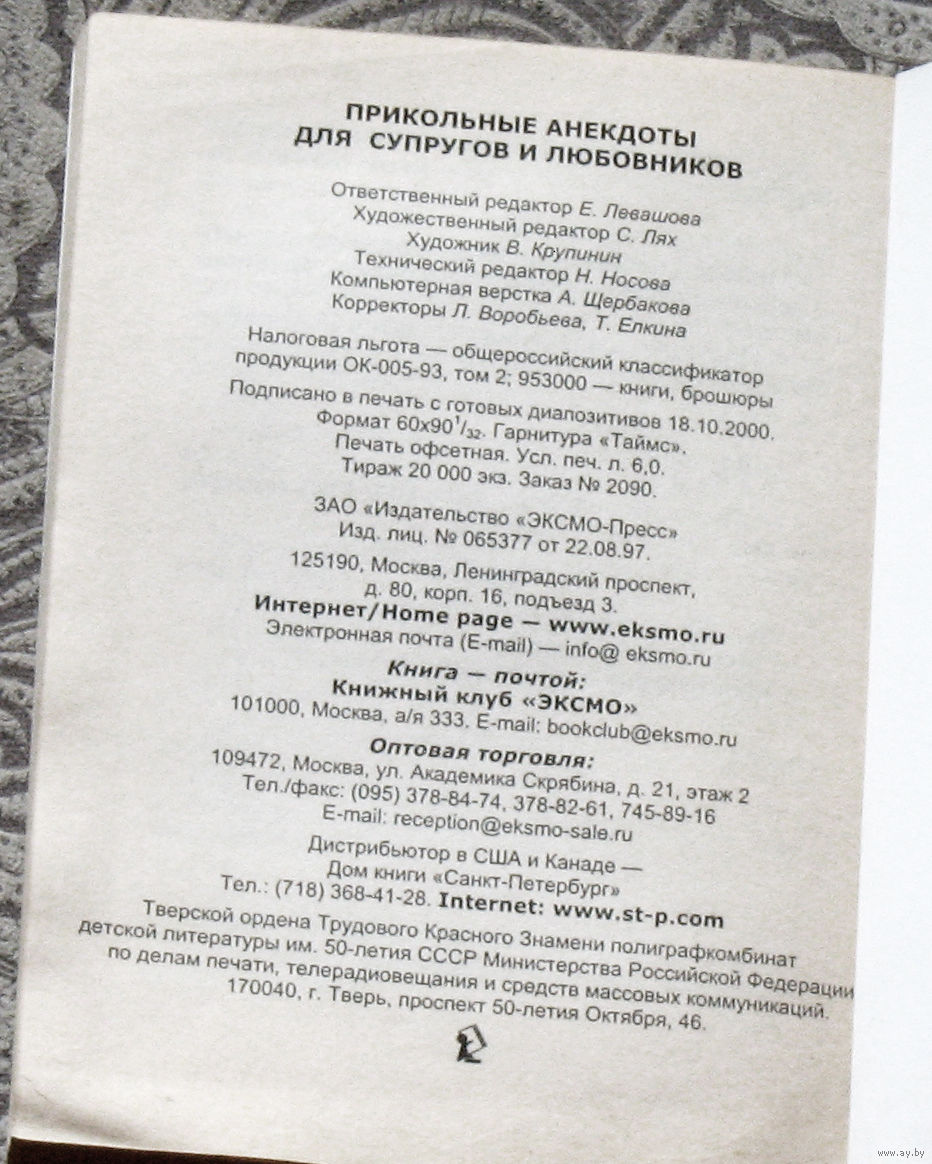 ПРИКОЛЬНЫЕ АНЕКДОТЫ
ДЛЯ СУПРУГОВ И ЛЮБОВНИКОВ
Ответственный редактор Е. Левашова
Художественный редактор С. Лях
Художник В. Крупинин
Технический редактор Н. Носова
Компьютерная верстка А. Щербакова
Корректоры Л. Воробьева, Т. Елкина
Налоговая льгота — общероссийский классификатор
продукции ОК-005-93, том 2; 953000 — книги, брошюры
Подписано в печать с готовых диапозитивов 18.10.2000.
Формат 60х90¹/₃₂. Гарнитура «Таймс».
Печать офсетная. Усл. печ. л. 6,0.
Тираж 20 000 экз. Заказ № 2090.
ЗАО «Издательство «ЭКСМО-Пресс»
Изд. лиц. № 065377 от 22.08.97.
125190, Москва, Ленинградский проспект,
д. 80, корп. 16, подъезд 3.
Интернет/Home page — www.eksmo.ru
Электронная почта (E-mail) — info@ eksmo.ru
Книга — почтой:
Книжный клуб «ЭКСМО»
101000, Москва, а/я 333. E-mail: bookclub@eksmo.ru
Оптовая торговля:
109472, Москва, ул. Академика Скрябина, д. 21, этаж 2
Тел./факс: (095) 378-84-74, 378-82-61, 745-89-16
E-mail: reception@eksmo-sale.ru
Дистрибьютор в США и Канаде —
Дом книги «Санкт-Петербург»
Тел.: (718) 368-41-28. Internet: www.st-p.com
Тверской ордена Трудового Красного Знамени полиграфкомбинат
детской литературы им. 50-летия СССР Министерства Российской Федерации
по делам печати, телерадиовещания и средств массовых коммуникаций.
170040, г. Тверь, проспект 50-летия Октября, 46.
www.ay.by